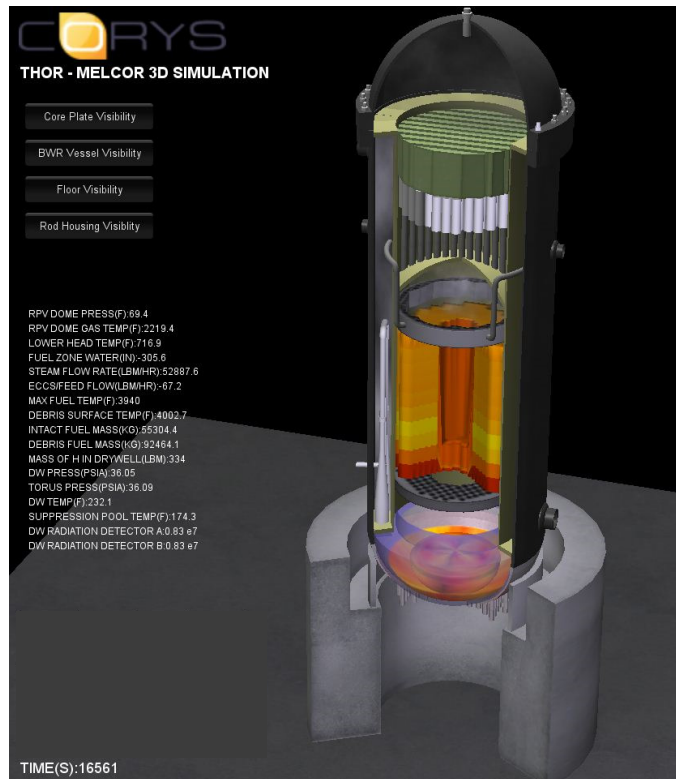 CORYS
THOR - MELCOR 3D SIMULATION
Core Plate Visibility
BWR Vessel Visibility
Floor Visibility
Rod Housing Visiblity
RPV DOME PRESS(F):69.4
RPV DOME GAS TEMP(F):2219.4
LOWER HEAD TEMP(F):716.9
FUEL ZONE WATER(IN):-305.6
STEAM FLOW RATE(LBM/HR):52887.6
ECCS/FEED FLOW(LBM/HR):-67.2
MAX FUEL TEMP(F):3940
DEBRIS SURFACE TEMP(F):4002.7
INTACT FUEL MASS(KG):55304.4
DEBRIS FUEL MASS(KG):92464.1
MASS OF H IN DRYWELL(LBM):334
DW PRESS(PSIA):36.05
TORUS PRESS(PSIA):36.09
DW TEMP(F):232.1
SUPPRESSION POOL TEMP(F):174.3
DW RADIATION DETECTOR A:0.83 e7
DW RADIATION DETECTOR B:0.83 e7
TIME(S):16561